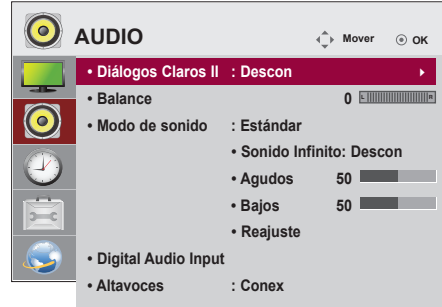 AUDIO
Mover
OK
• Diálogos Claros II : Descon
• Balance 0 L R
• Modo de sonido : Estándar
• Sonido Infinito: Descon
• Agudos 50
• Bajos 50
• Reajuste
• Digital Audio Input
• Altavoces : Conex